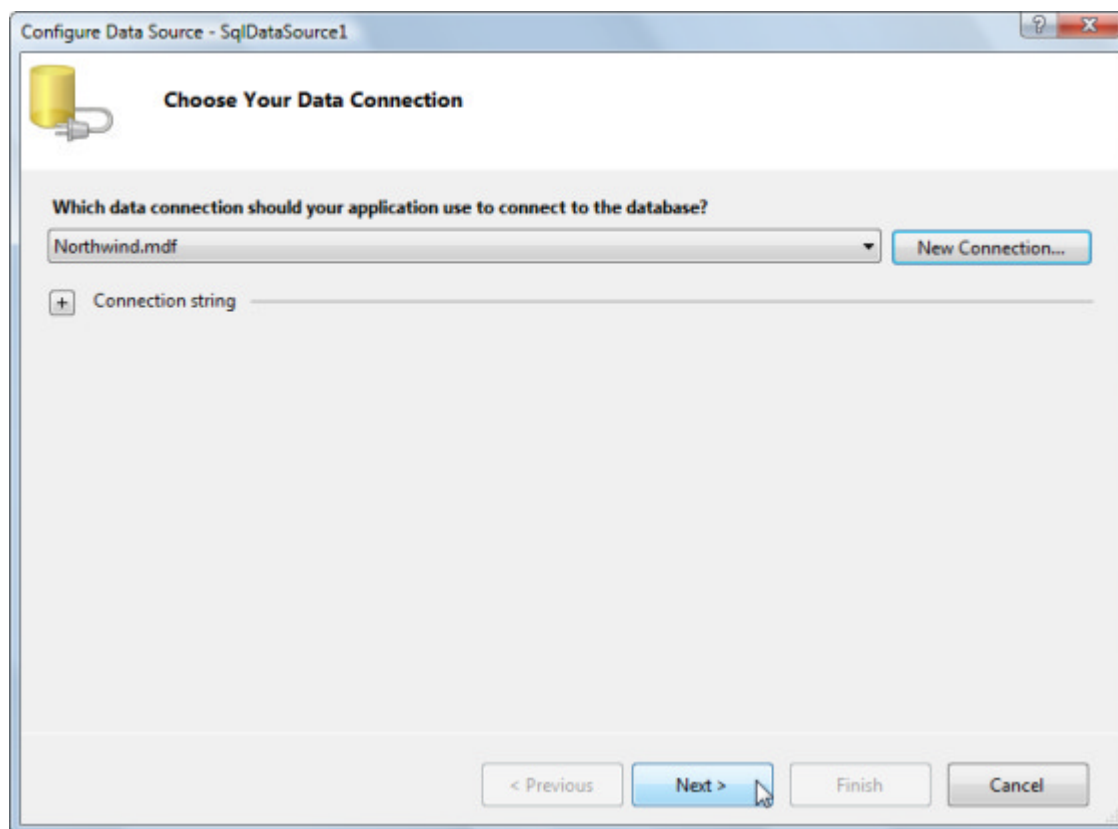 Configure Data Source - SqlDataSource1
Choose Your Data Connection
Which data connection should your application use to connect to the database?
Northwind.mdf
New Connection...
+ Connection string
< Previous
Next >
Finish
Cancel